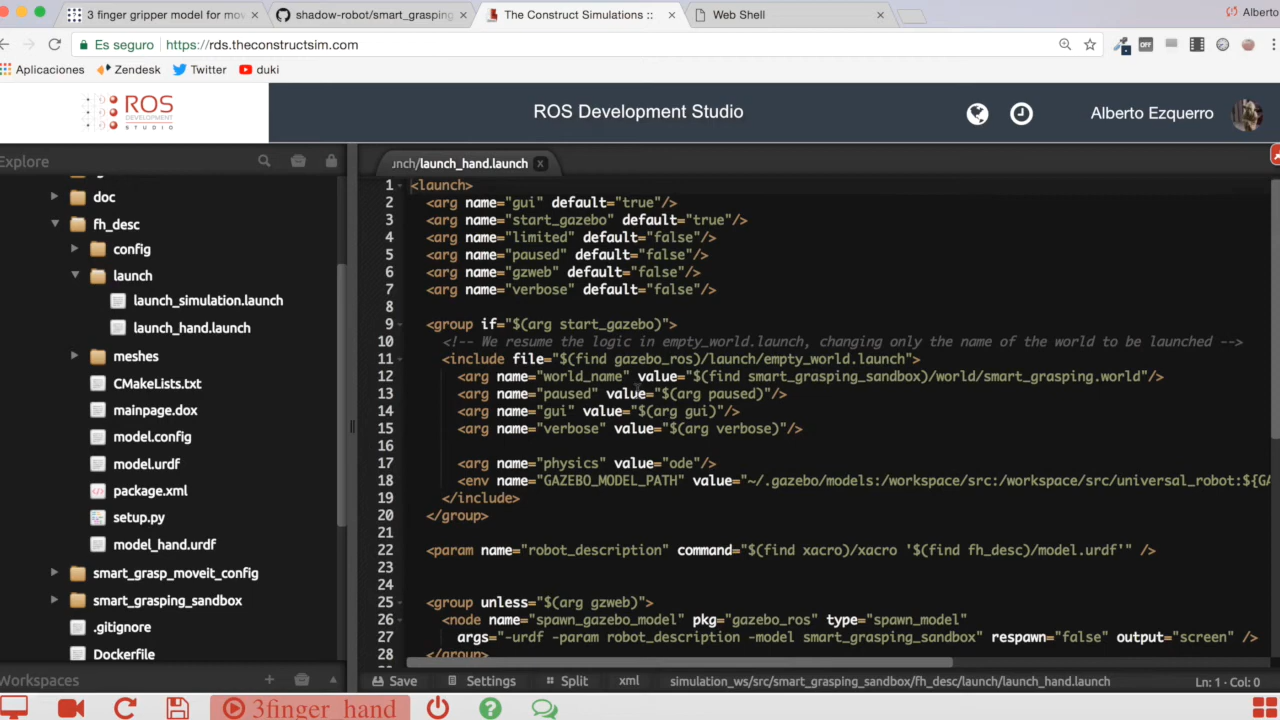 3 finger gripper model for mov
shadow-robot/smart_grasping_
The Construct Simulations ::
Web Shell
Alberto
Es seguro
https://rds.theconstructsim.com
OFF
Aplicaciones
Zendesk
Twitter
duki
ROS
DEVELOPMENT
STUDIO
ROS Development Studio
Alberto Ezquerro
Explore
doc
fh_desc
config
launch
launch_simulation.launch
launch_hand.launch
meshes
CMakeLists.txt
mainpage.dox
model.config
model.urdf
package.xml
setup.py
model_hand.urdf
smart_grasp_moveit_config
smart_grasping_sandbox
.gitignore
Dockerfile
Workspaces
unch/launch_hand.launch x
1 <launch>
2 <arg name="gui" default="true"/>
3 <arg name="start_gazebo" default="true"/>
4 <arg name="limited" default="false"/>
5 <arg name="paused" default="false"/>
6 <arg name="gzweb" default="false"/>
7 <arg name="verbose" default="false"/>
8
9 <group if="$(arg start_gazebo)">
10 <!-- We resume the logic in empty_world.launch, changing only the name of the world to be launched -->
11 <include file="$(find gazebo_ros)/launch/empty_world.launch">
12 <arg name="world_name" value="$(find smart_grasping_sandbox)/world/smart_grasping.world"/>
13 <arg name="paused" value="$(arg paused)"/>
14 <arg name="gui" value="$(arg gui)"/>
15 <arg name="verbose" value="$(arg verbose)"/>
16
17 <arg name="physics" value="ode"/>
18 <env name="GAZEBO_MODEL_PATH" value="~/.gazebo/models:/workspace/src:/workspace/src/universal_robot:${GA
19 </include>
20 </group>
21
22 <param name="robot_description" command="$(find xacro)/xacro '$(find fh_desc)/model.urdf'" />
23
24
25 <group unless="$(arg gzweb)">
26 <node name="spawn_gazebo_model" pkg="gazebo_ros" type="spawn_model"
27 args="-urdf -param robot_description -model smart_grasping_sandbox" respawn="false" output="screen" />
28 </group>
Save
Settings
Split
xml
simulation_ws/src/smart_grasping_sandbox/fh_desc/launch/launch_hand.launch
Ln: 1 · Col: 0
3finger_hand